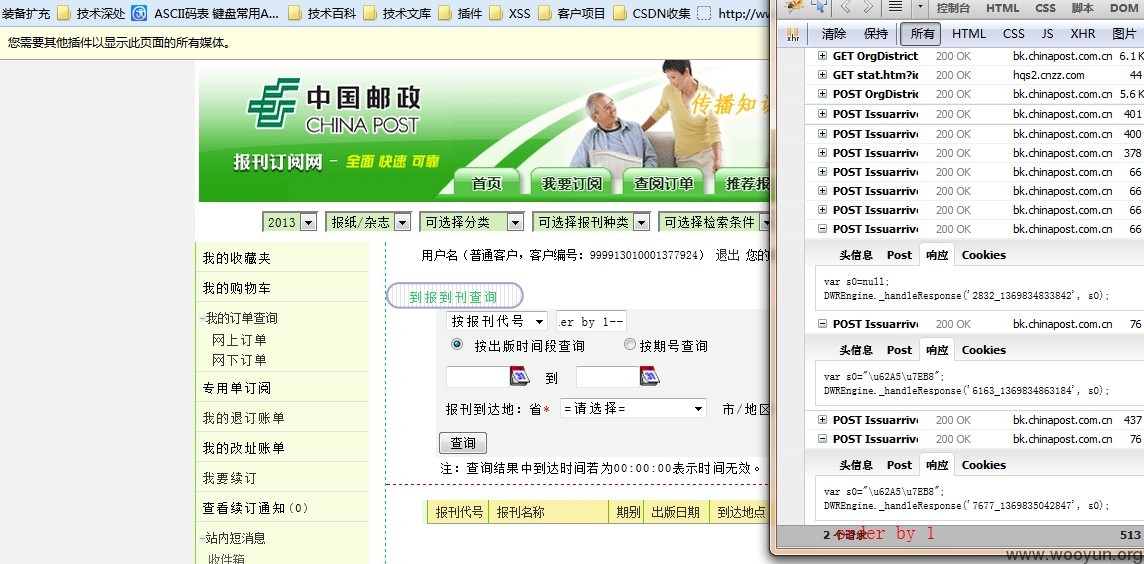 装备扩充 技术深处 ASCII码表 键盘常用A... 技术百科 技术文库 插件 XSS 客户项目 CSDN收集 http://ww
您需要其他插件以显示此页面的所有媒体。
中国邮政
CHINA POST
传播知
报刊订阅网 - 全面 快速 可靠
首页 我要订阅 查阅订单 推荐报
2013 报纸/杂志 可选择分类 可选择报刊种类 可选择检索条件
我的收藏夹
我的购物车
我的订单查询
网上订单
网下订单
专用单订阅
我的退订账单
我的改址账单
我要续订
查看续订通知(0)
站内短消息
收件箱
用户名（普通客户，客户编号：999913010001377924） 退出 您的
到报到刊查询
按报刊代号 er by 1--
按出版时间段查询 按期号查询
到
报刊到达地：省* =请选择= 市/地区
查询
注：查询结果中到达时间若为00:00:00表示时间无效。
报刊代号 报刊名称 期别 出版日期 到达地点
控制台 HTML CSS 脚本 DOM
xhr 清除 保持 所有 HTML CSS JS XHR 图片
GET OrgDistrict 200 OK bk.chinapost.com.cn 6.1 K
GET stat.htm?id 200 OK hqs2.cnzz.com 44
POST OrgDistric 200 OK bk.chinapost.com.cn 5.6 K
POST Issuarrive 200 OK bk.chinapost.com.cn 401
POST Issuarrive 200 OK bk.chinapost.com.cn 400
POST Issuarrive 200 OK bk.chinapost.com.cn 378
POST Issuarrive 200 OK bk.chinapost.com.cn 66
POST Issuarrive 200 OK bk.chinapost.com.cn 66
POST Issuarrive 200 OK bk.chinapost.com.cn 66
POST Issuarrive 200 OK bk.chinapost.com.cn 66
头信息 Post 响应 Cookies
var s0=null;
DWREngine._handleResponse('2832_1369834833842', s0);
POST Issuarrive 200 OK bk.chinapost.com.cn 76
头信息 Post 响应 Cookies
var s0="\u62A5\u7EB8";
DWREngine._handleResponse('6163_1369834863184', s0);
POST Issuarrive 200 OK bk.chinapost.com.cn 437
POST Issuarrive 200 OK bk.chinapost.com.cn 76
头信息 Post 响应 Cookies
var s0="\u62A5\u7EB8";
DWREngine._handleResponse('7677_1369835042847', s0);
2 个请求 513
order by 1
www.wooyun.org